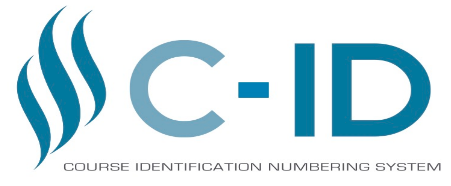 C-ID
COURSE IDENTIFICATION NUMBERING SYSTEM